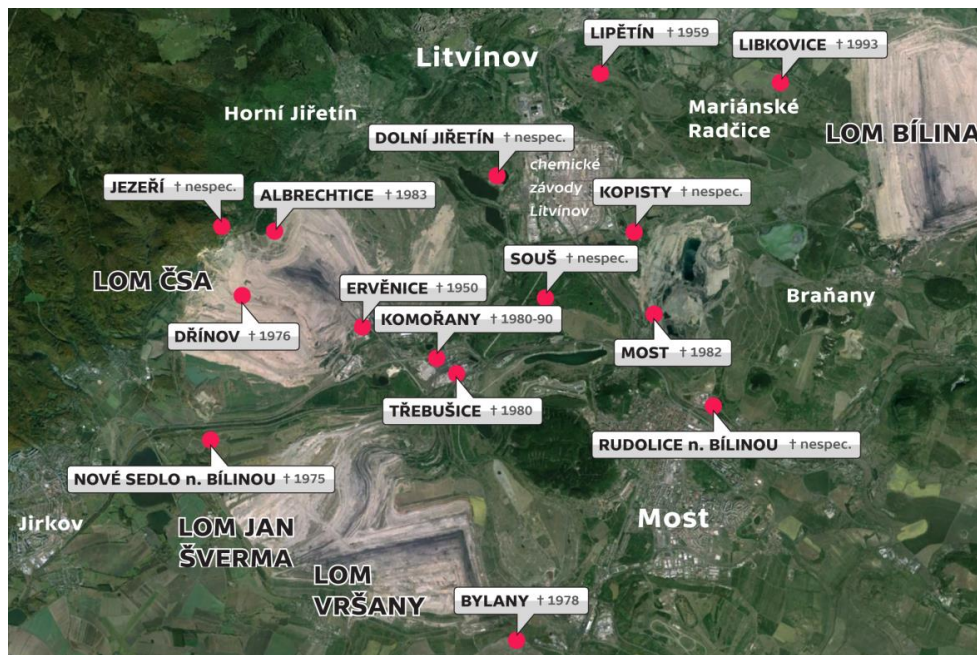 LIPĚTÍN † 1959
Litvínov
LIBKOVICE † 1993
Horní Jiřetín
Mariánské
Radčice
LOM BÍLINA
DOLNÍ JIŘETÍN † nespec.
chemické
závody
Litvínov
JEZEŘÍ † nespec.
ALBRECHTICE † 1983
KOPISTY † nespec.
SOUŠ † nespec.
LOM ČSA
ERVĚNICE † 1950
Braňany
KOMOŘANY † 1980-90
DŘÍNOV † 1976
MOST † 1982
TŘEBUŠICE † 1980
RUDOLICE n. BÍLINOU † nespec.
NOVÉ SEDLO n. BÍLINOU † 1975
Jirkov
LOM JAN
ŠVERMA
Most
LOM
VRŠANY
BYLANY † 1978